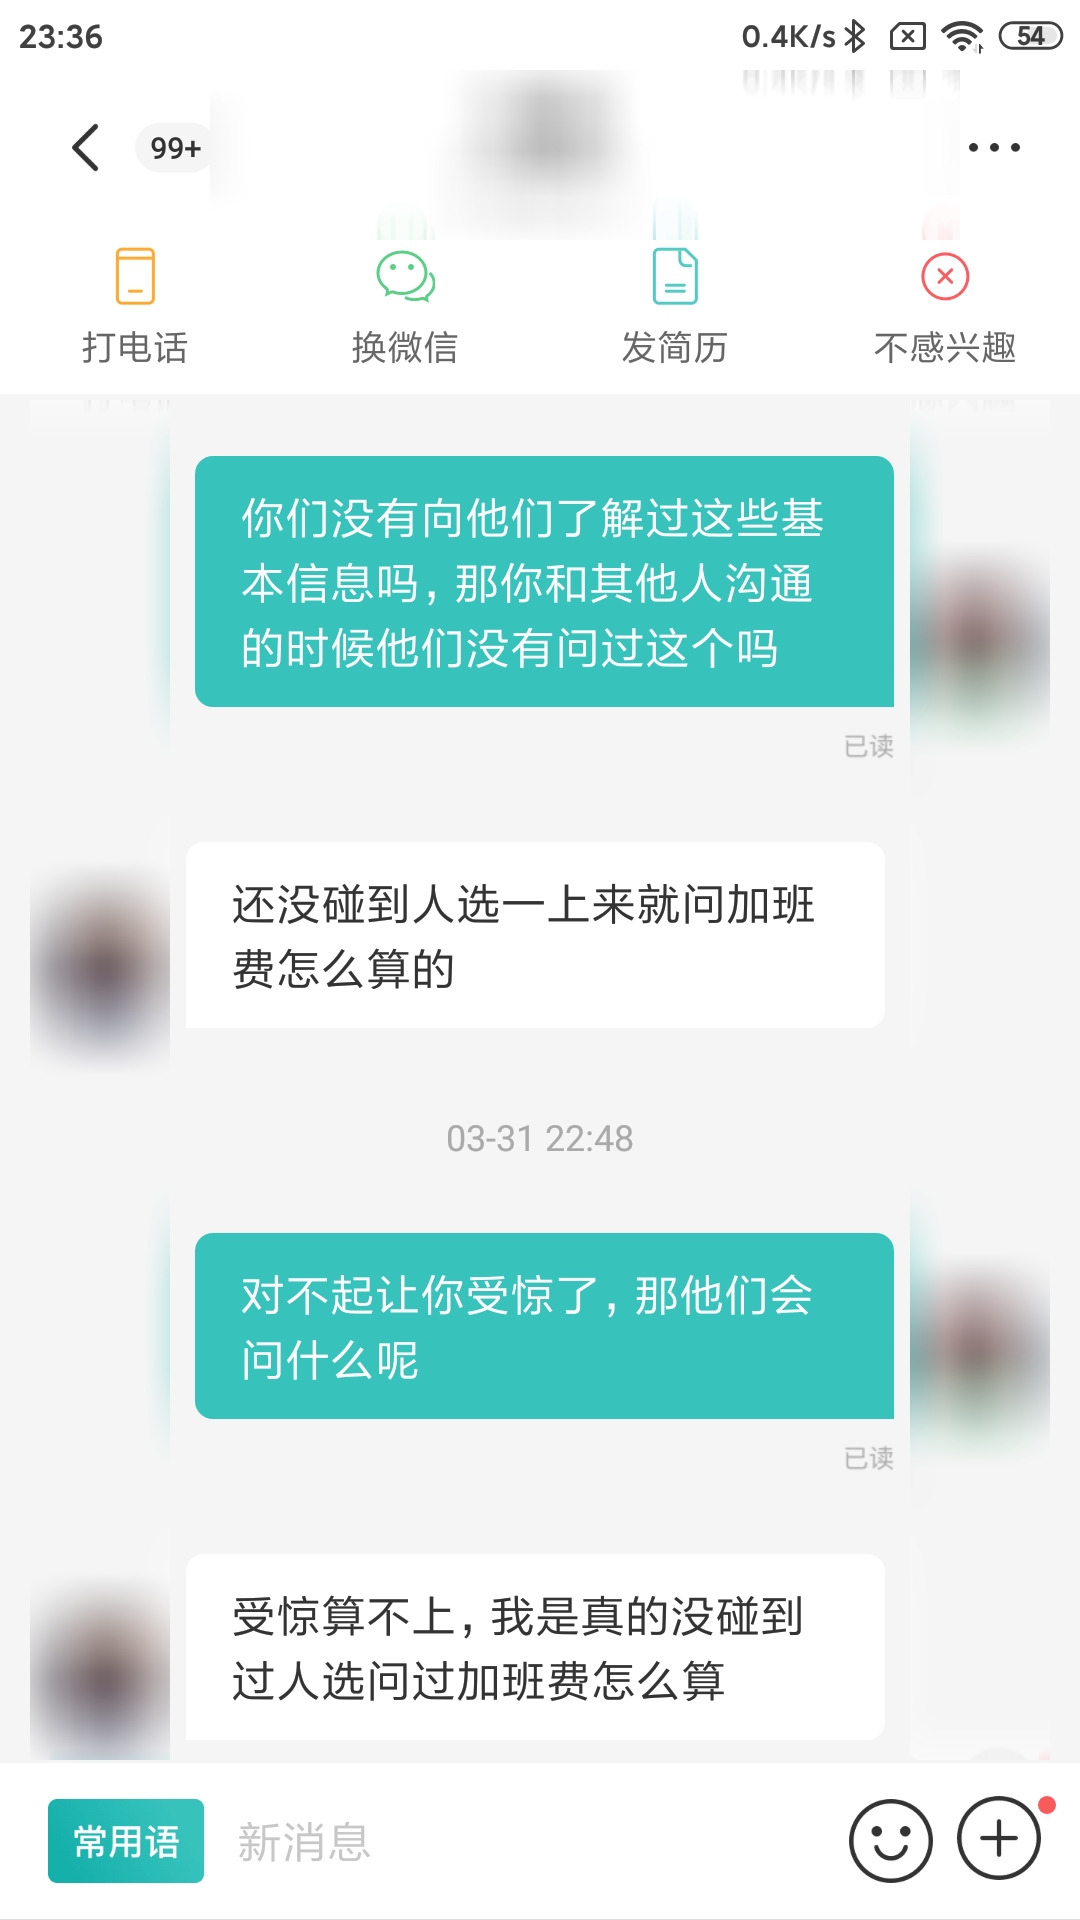 23:36
0.4K/s
54
99+
打电话
换微信
发简历
不感兴趣
你们没有向他们了解过这些基
本信息吗，那你和其他人沟通
的时候他们没有问过这个吗
已读
还没碰到人选一上来就问加班
费怎么算的
03-31 22:48
对不起让你受惊了，那他们会
问什么呢
已读
受惊算不上，我是真的没碰到
过人选问过加班费怎么算
常用语
新消息